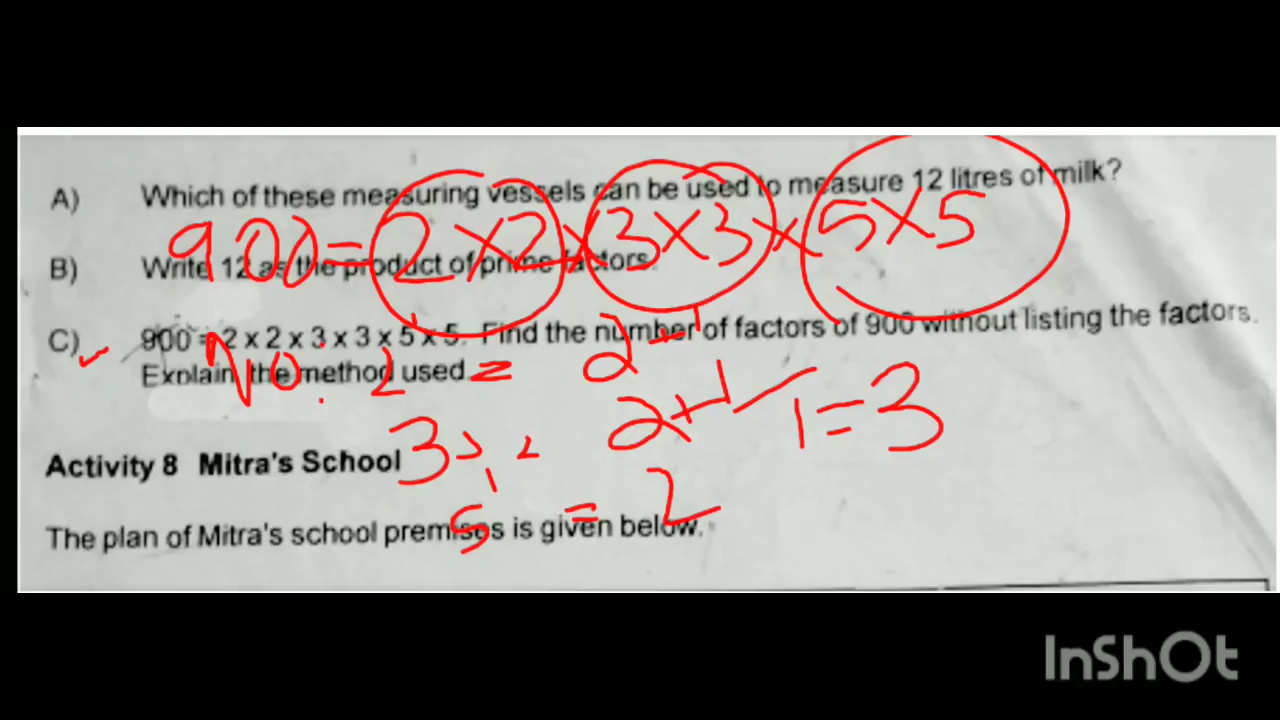 A) Which of these measuring vessels can be used to measure 12 litres of milk?
900 = 2 × 2 × 3 × 3 × 5 × 5
B) Write 12 as the product of prime factors.
C) 900 = 2 x 2 x 3 x 3 x 5 x 5. Find the number of factors of 900 without listing the factors.
Explain the method used
No. 2 = 2+1
3 2+1 1 = 3
Activity 8 Mitra's School
5 = 2
The plan of Mitra's school premises is given below.
InShOt